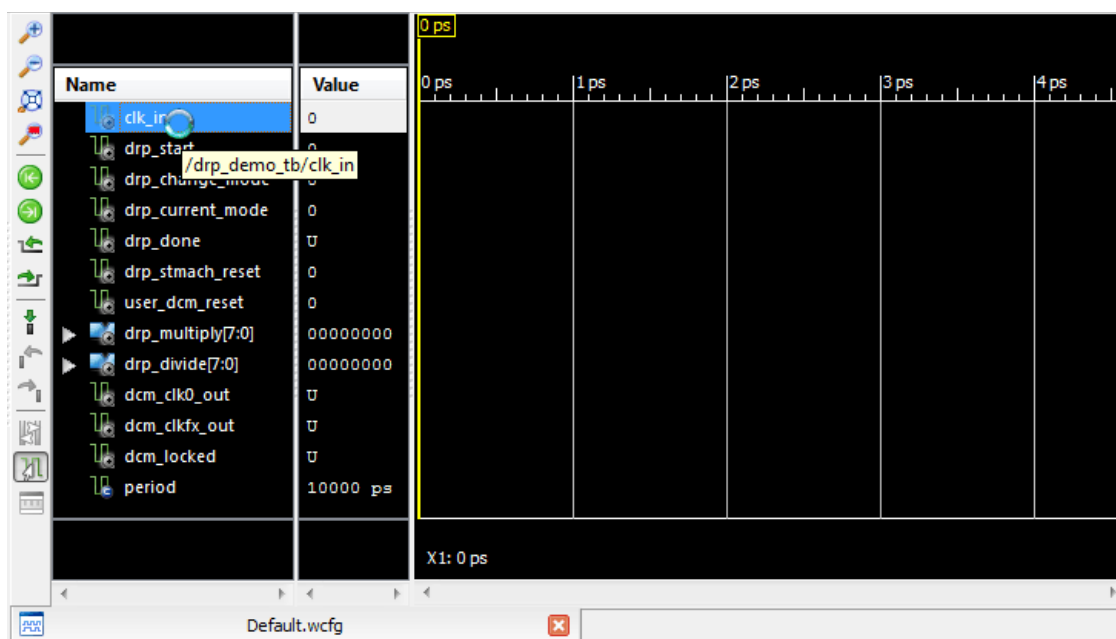 0 ps
Name Value 0 ps 1 ps 2 ps 3 ps 4 ps
clk_in 0
drp_start 0
/drp_demo_tb/clk_in
drp_change_mode 0
drp_current_mode 0
drp_done U
drp_stmach_reset 0
user_dcm_reset 0
drp_multiply[7:0] 00000000
drp_divide[7:0] 00000000
dcm_clk0_out U
dcm_clkfx_out U
dcm_locked U
period 10000 ps
X1: 0 ps
Default.wcfg